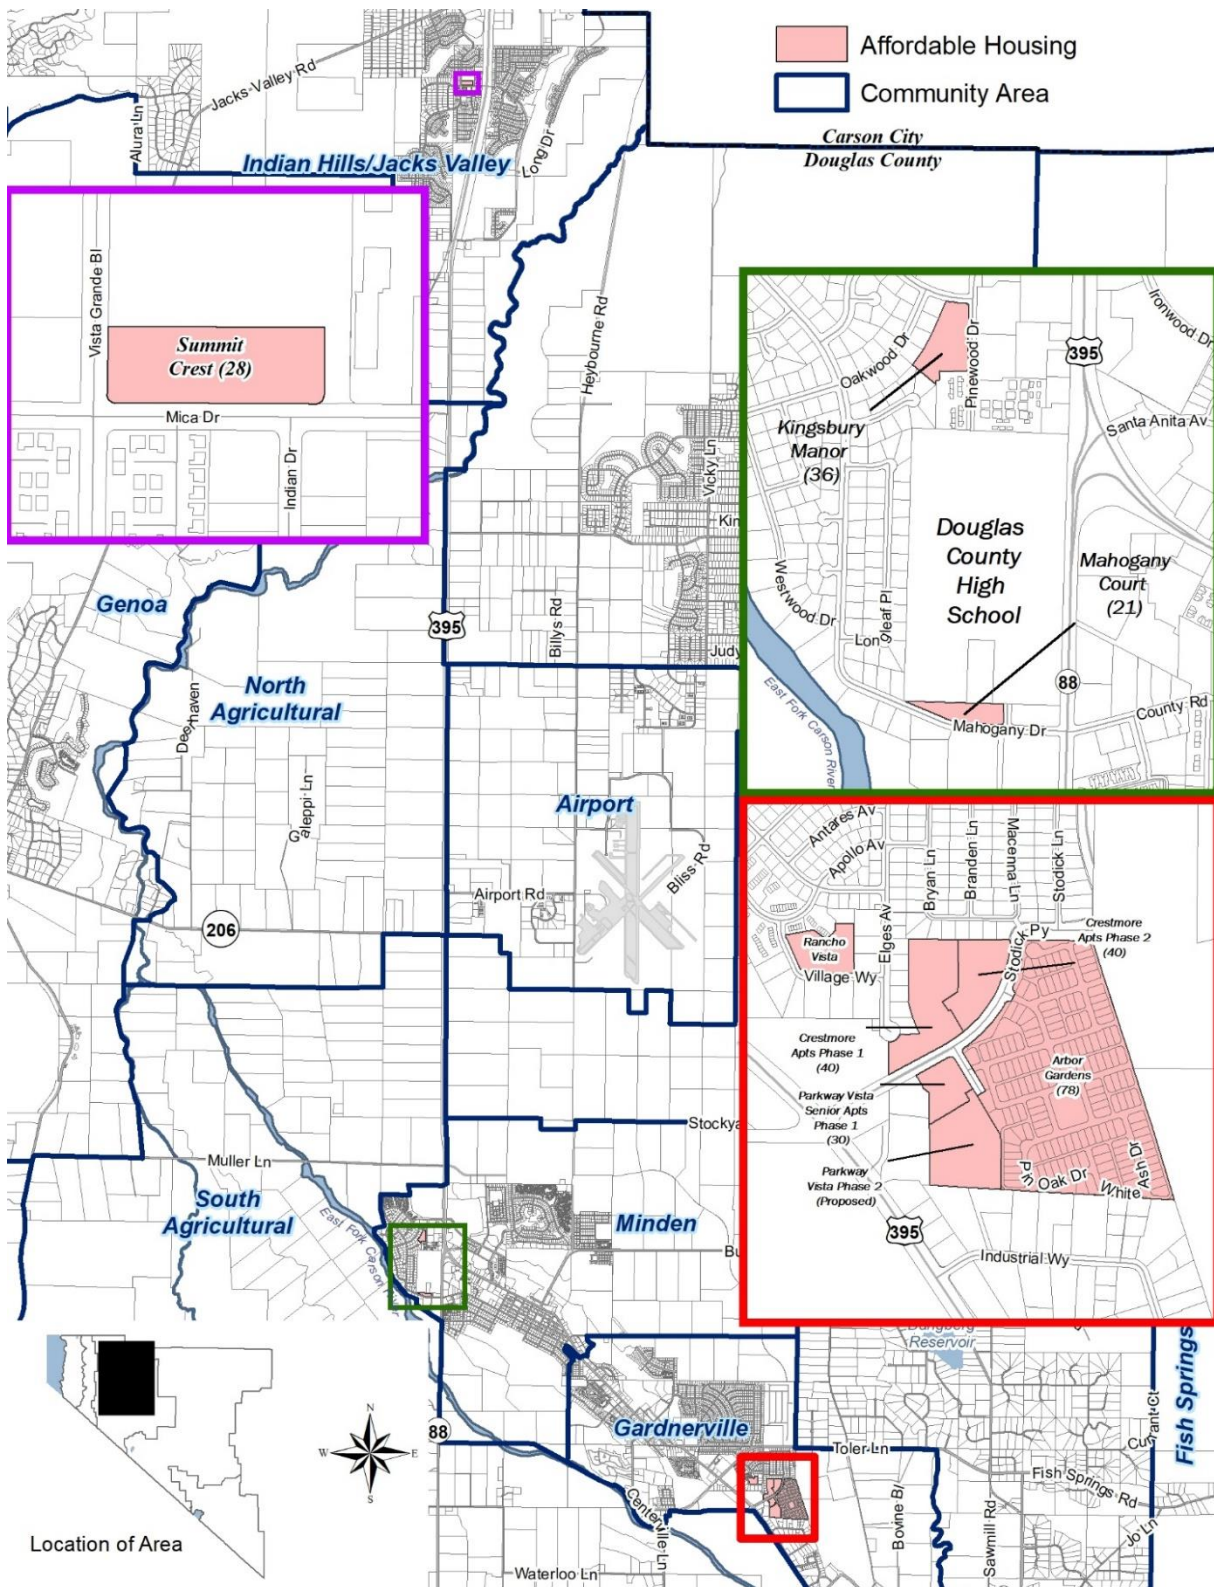 Affordable Housing
Community Area
Carson City
Douglas County
Jacks Valley Rd
Alura Ln
Indian Hills/Jacks Valley
Long Dr
Heybourne Rd
Vista Grande Bl
Summit
Crest (28)
Mica Dr
Indian Dr
Oakwood Dr
Pinewood Dr
395
Ironwood Dr
Santa Anita Av
Kingsbury
Manor
(36)
Douglas
County
High
School
Mahogany
Court
(21)
Westwood Dr
Longleaf Pl
88
County Rd
Mahogany Dr
East Fork Carson River
Vicky Ln
Kin
Genoa
395
Billys Rd
Judy
North
Agricultural
Galeppi Ln
Airport
Bliss Rd
Airport Rd
206
Antares Av
Apollo Av
Bryan Ln
Branden Ln
Macenna Ln
Stodick Ln
Elges Av
Stodick Py
Crestmore
Apts Phase 2
(40)
Rancho
Vista
Village Wy
Crestmore
Apts Phase 1
(40)
Arbor
Gardens
(78)
Parkway Vista
Senior Apts
Phase 1
(30)
Parkway
Vista Phase 2
(Proposed)
Pin Oak Dr
White Ash Dr
395
Industrial Wy
Stockya
Muller Ln
South
Agricultural
East Fork Carson River
Minden
Bu
Reservoir
Fish Springs
Currant Ct
Gardnerville
88
Toler Ln
Fish Springs Rd
Centerville Ln
Bovine Bl
Sawmill Rd
Jo Ln
Waterloo Ln
N
W
E
S
Location of Area